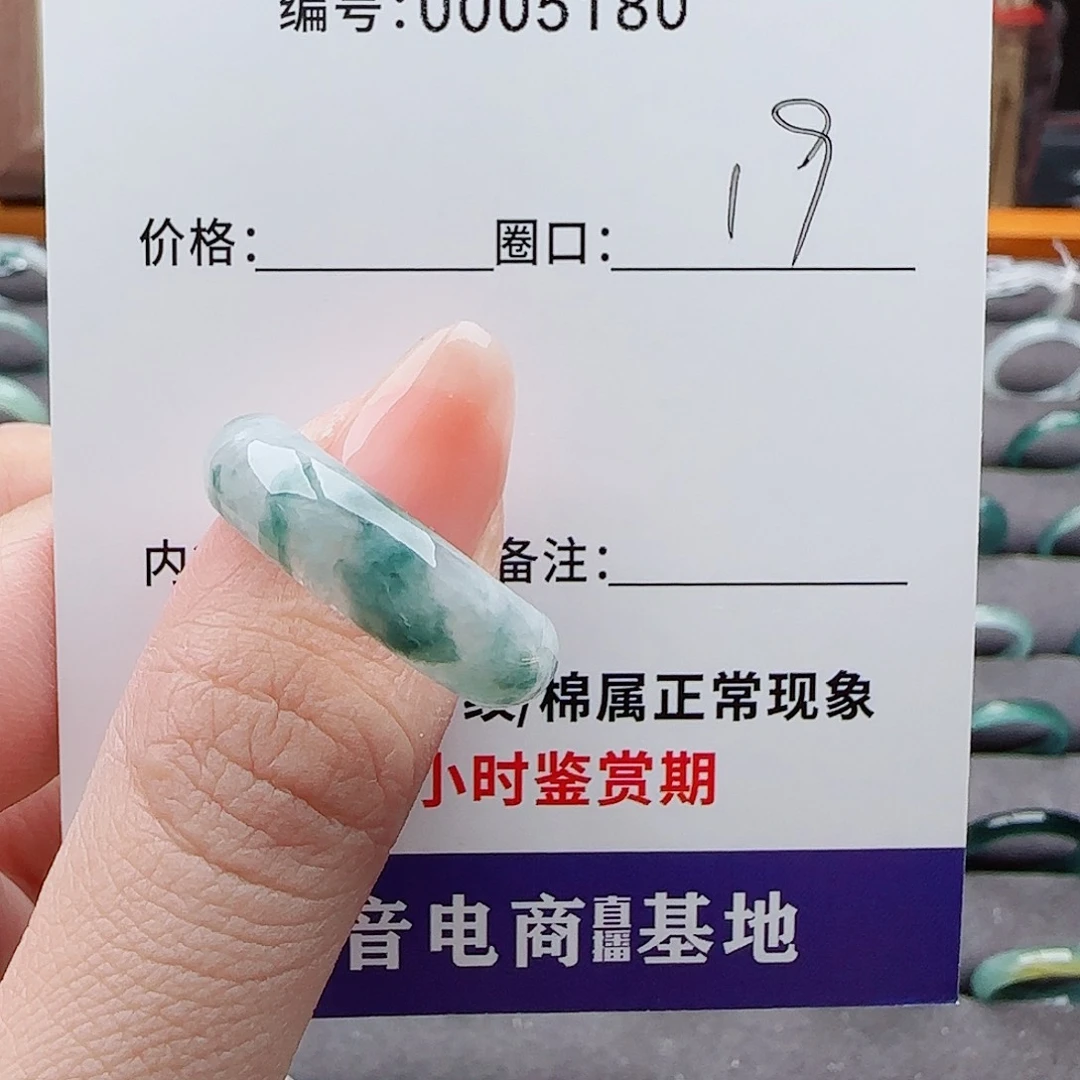 编号:0005180
价格: 圈口: 19
内 备注:
纹/棉属正常现象
小时鉴赏期
音电商直播基地